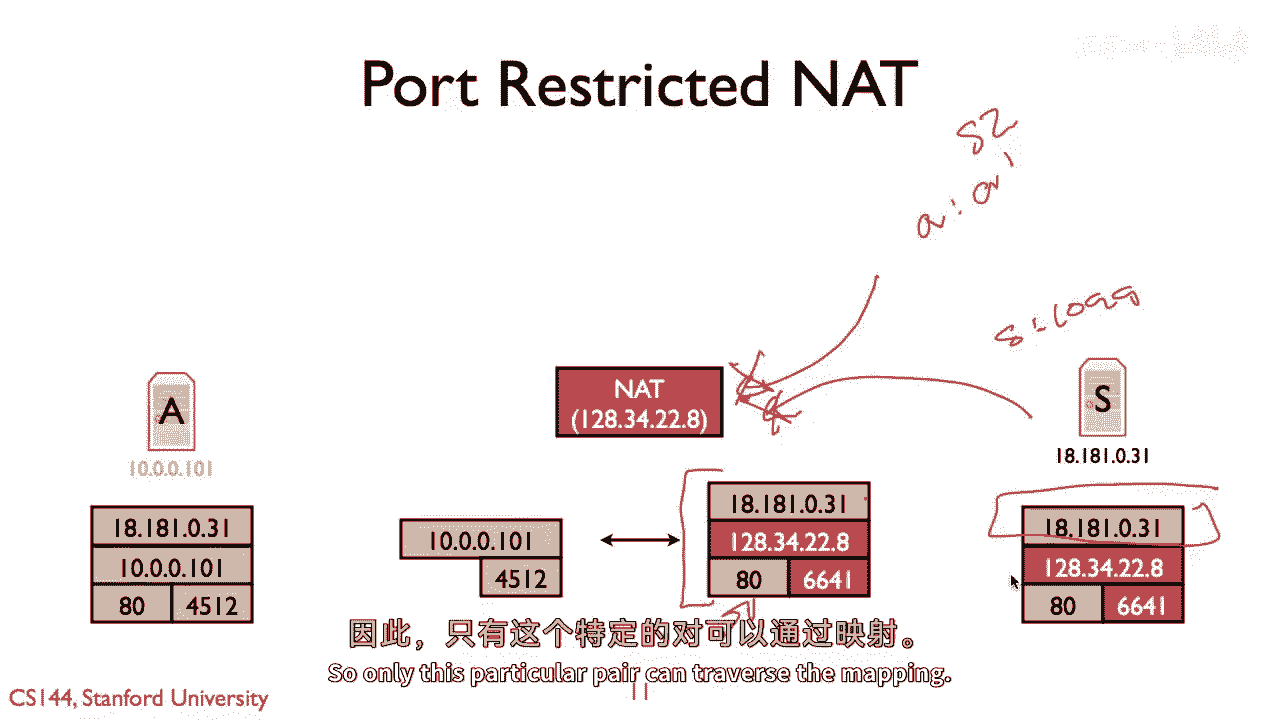 Port Restricted NAT
S2
a:a'
s:1099
A
10.0.0.101
NAT
(128.34.22.8)
S
18.181.0.31
18.181.0.31
10.0.0.101
80 4512
10.0.0.101
4512
18.181.0.31
128.34.22.8
80 6641
18.181.0.31
128.34.22.8
80 6641
因此，只有这个特定的对可以通过映射。
So only this particular pair can traverse the mapping.
CS144, Stanford University
11